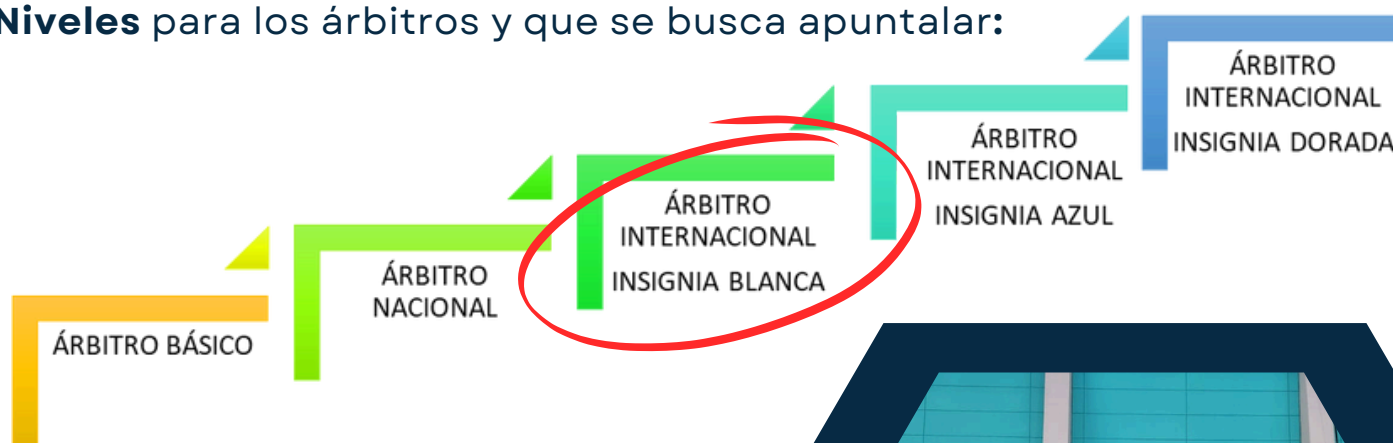 Niveles para los árbitros y que se busca apuntalar:
ÁRBITRO BÁSICO
ÁRBITRO
NACIONAL
ÁRBITRO
INTERNACIONAL
INSIGNIA BLANCA
ÁRBITRO
INTERNACIONAL
INSIGNIA AZUL
ÁRBITRO
INTERNACIONAL
INSIGNIA DORADA